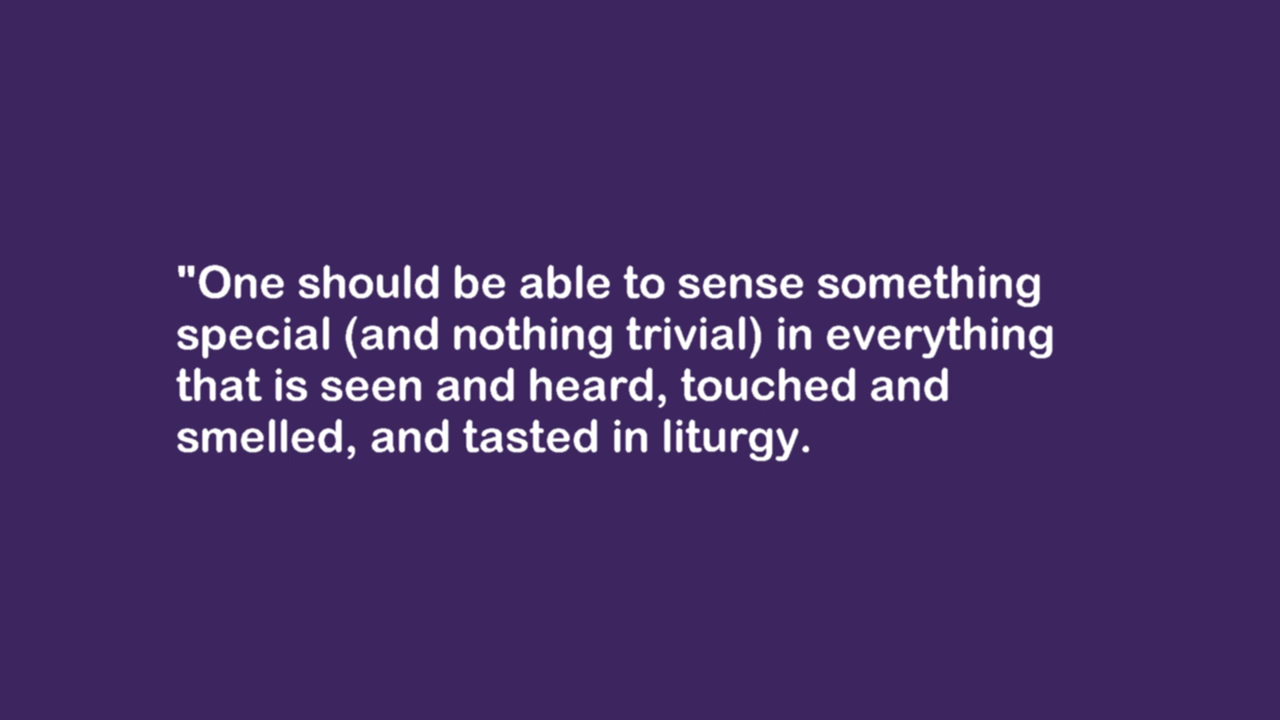 "One should be able to sense something
special (and nothing trivial) in everything
that is seen and heard, touched and
smelled, and tasted in liturgy.